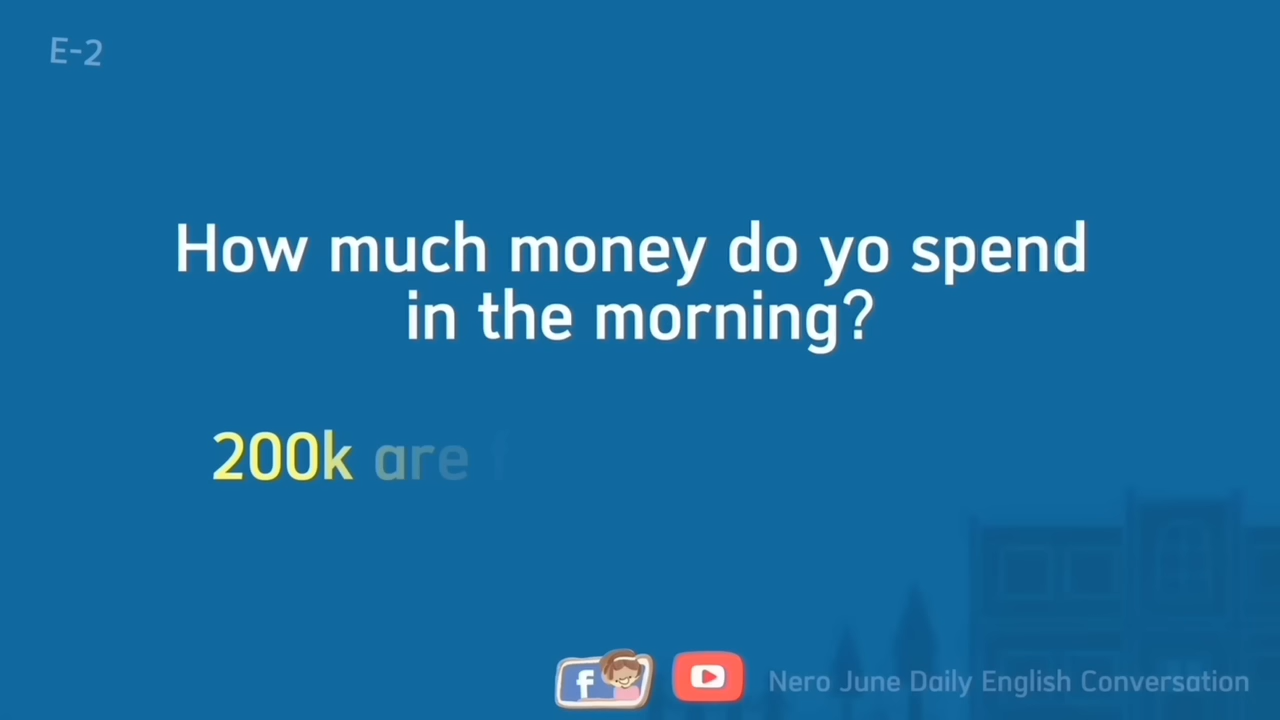 E-2
How much money do yo spend
in the morning?
200k are
Nero June Daily English Conversation